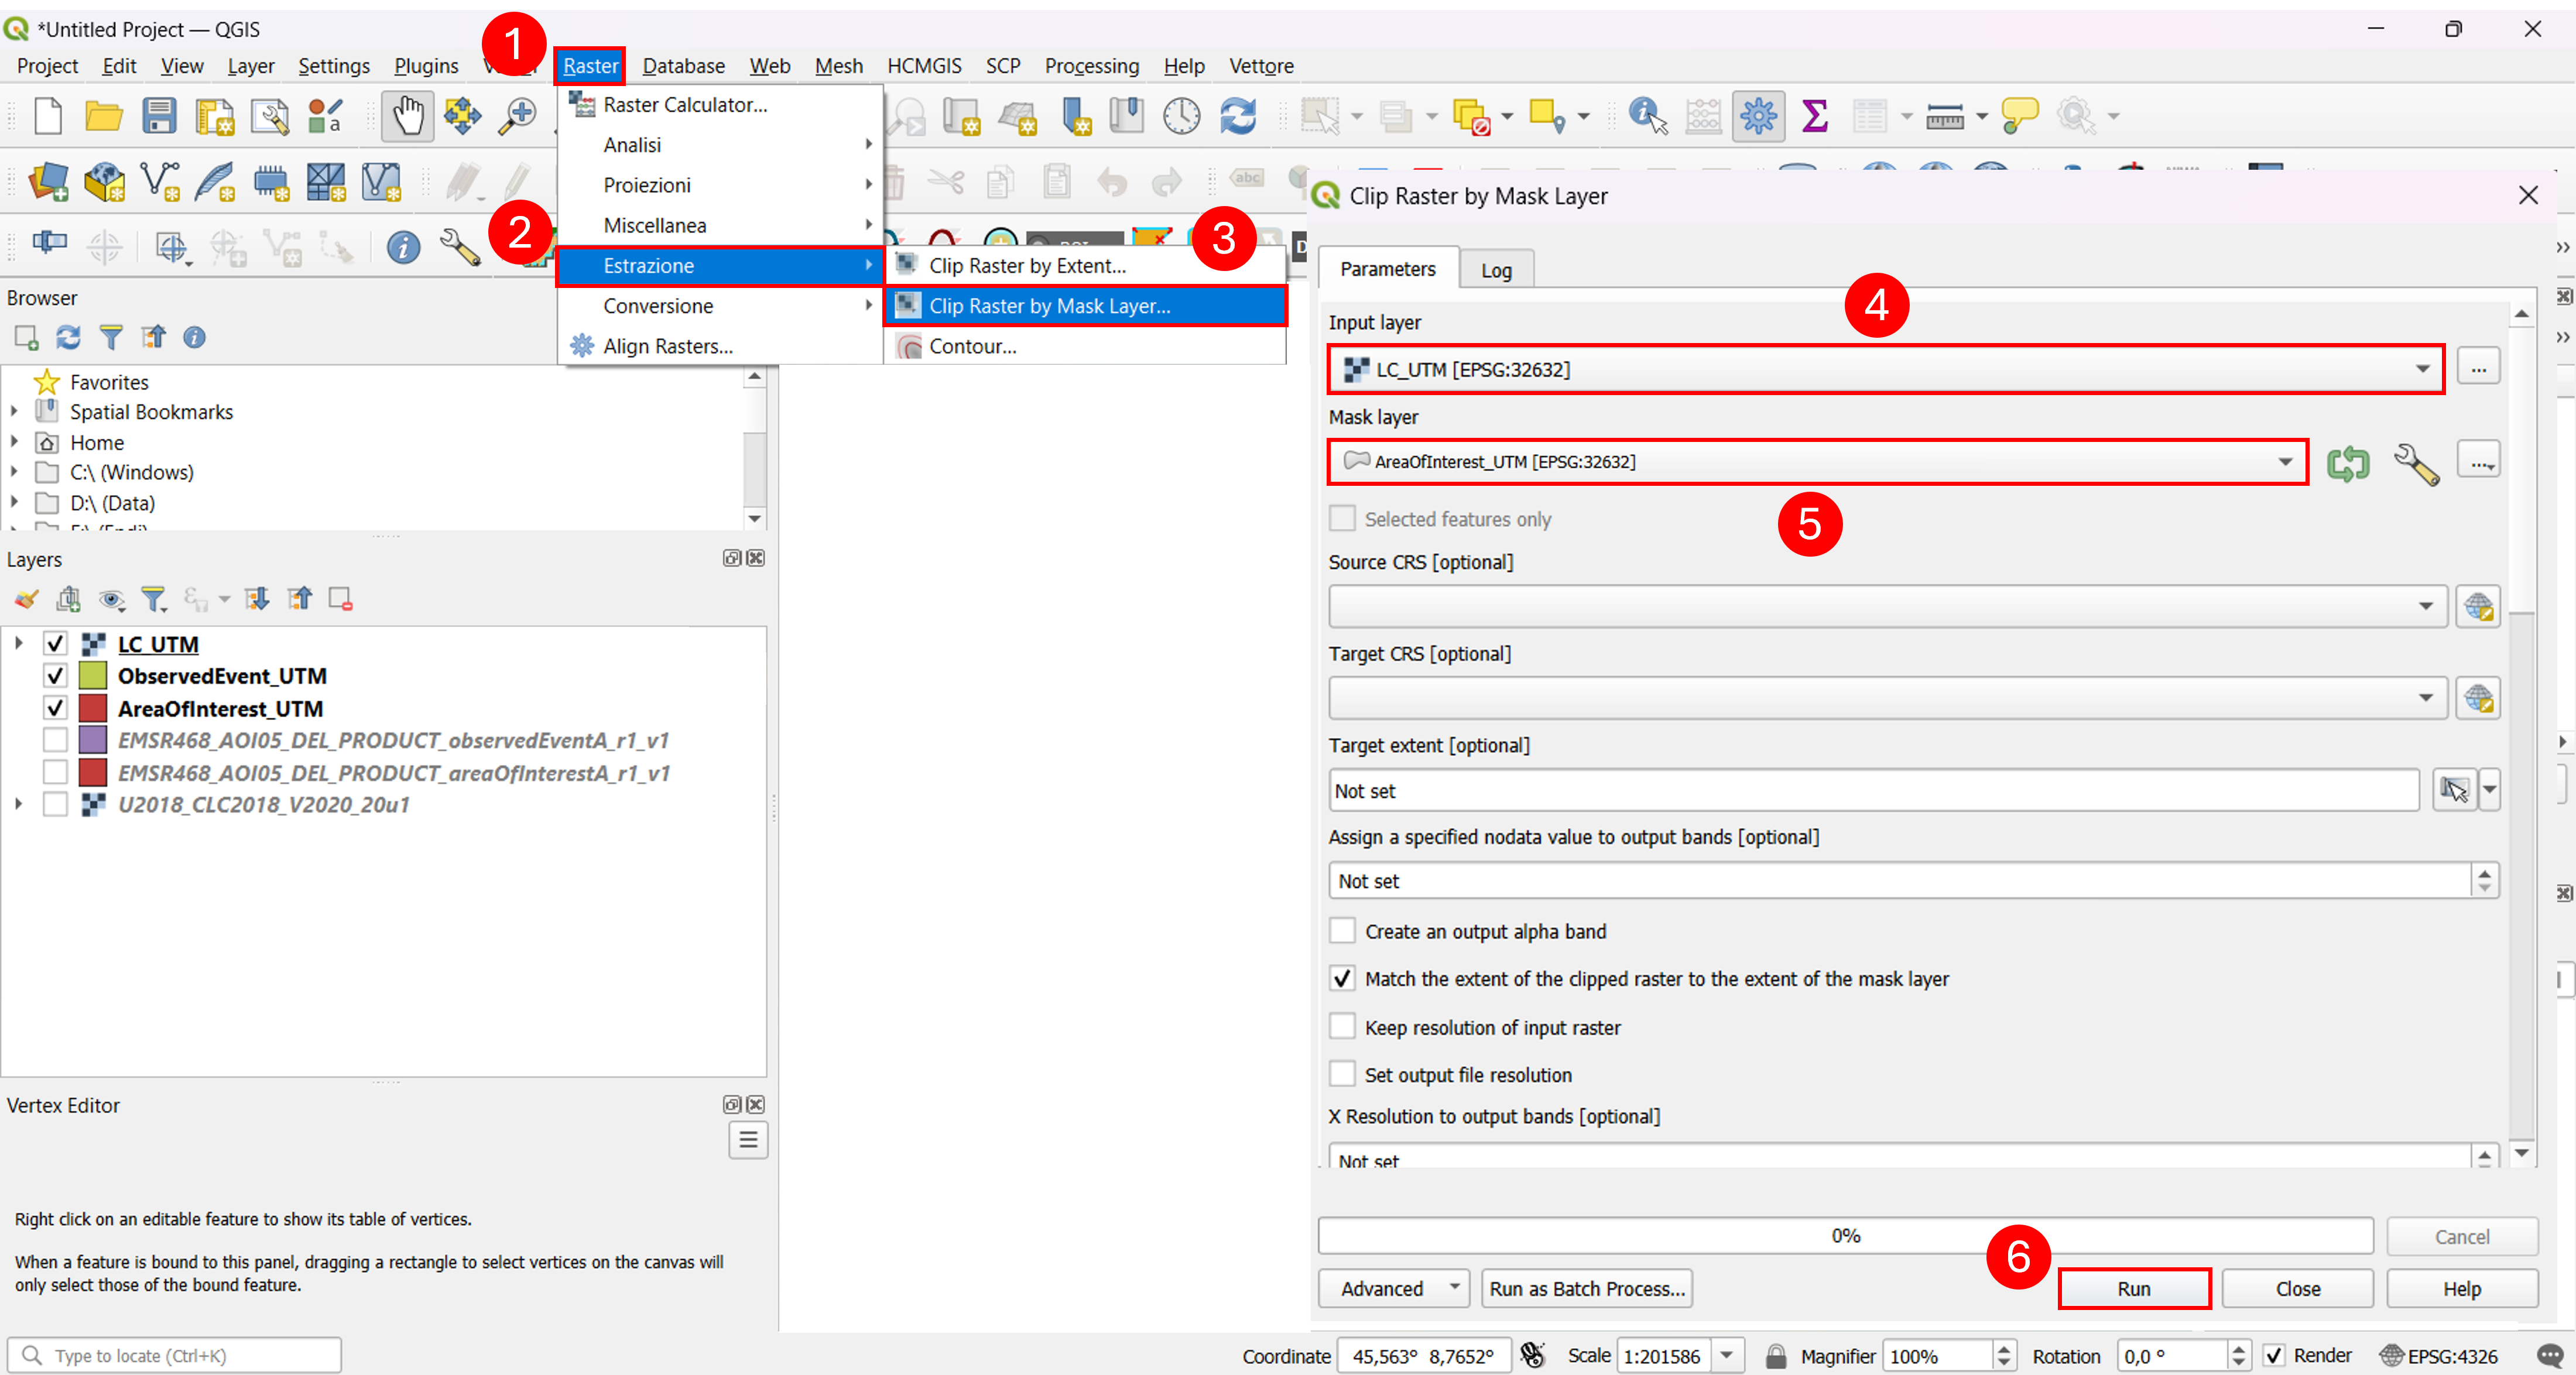 *Untitled Project — QGIS
1
Project Edit View Layer Settings Plugins Raster Database Web Mesh HCMGIS SCP Processing Help Vettore
Raster Calculator...
Analisi
Proiezioni
Miscellanea
2
Estrazione
Conversione
Align Rasters...
3
Clip Raster by Extent...
Clip Raster by Mask Layer...
Contour...
Browser
Favorites
Spatial Bookmarks
Home
C:\ (Windows)
D:\ (Data)
Layers
LC_UTM
ObservedEvent_UTM
AreaOfInterest_UTM
EMSR468_AOI05_DEL_PRODUCT_observedEventA_r1_v1
EMSR468_AOI05_DEL_PRODUCT_areaOfInterestA_r1_v1
U2018_CLC2018_V2020_20u1
Vertex Editor
Right click on an editable feature to show its table of vertices.
When a feature is bound to this panel, dragging a rectangle to select vertices on the canvas will
only select those of the bound feature.
Clip Raster by Mask Layer
Parameters Log
4
Input layer
LC_UTM [EPSG:32632]
...
Mask layer
AreaOfInterest_UTM [EPSG:32632]
...
5
Selected features only
Source CRS [optional]
Target CRS [optional]
Target extent [optional]
Not set
Assign a specified nodata value to output bands [optional]
Not set
Create an output alpha band
Match the extent of the clipped raster to the extent of the mask layer
Keep resolution of input raster
Set output file resolution
X Resolution to output bands [optional]
Not set
0%
Cancel
6
Advanced Run as Batch Process... Run Close Help
Type to locate (Ctrl+K)
Coordinate 45,563° 8,7652° Scale 1:201586 Magnifier 100% Rotation 0,0 ° Render EPSG:4326